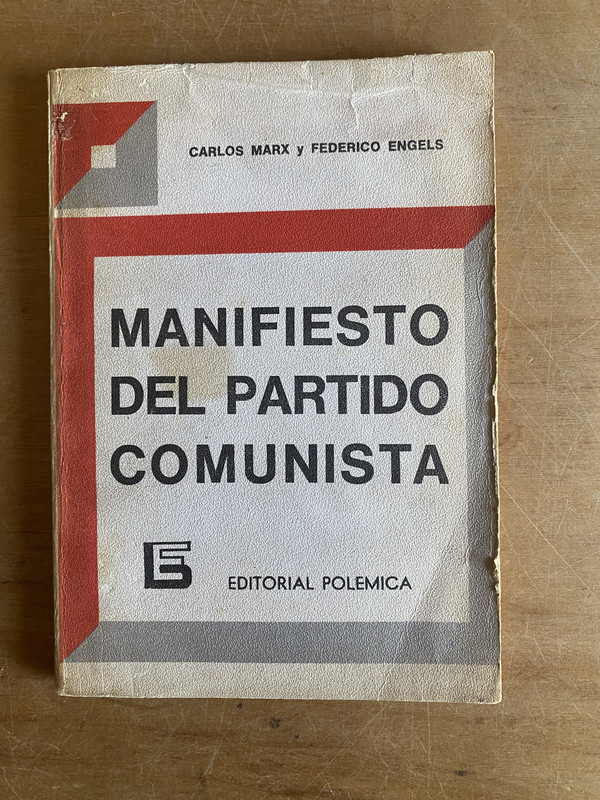 CARLOS MARX y FEDERICO ENGELS
MANIFIESTO
DEL PARTIDO
COMUNISTA
EDITORIAL POLEMICA